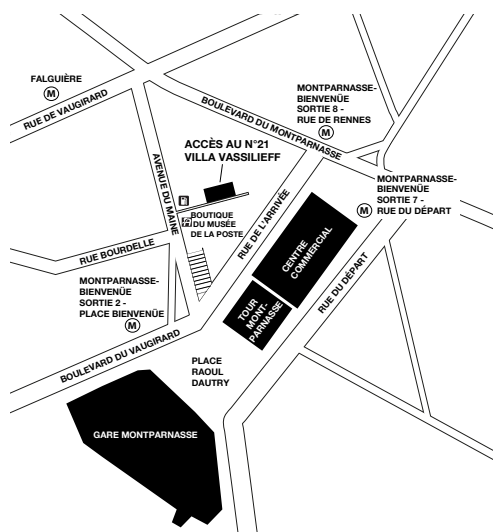 FALGUIÈRE
M
RUE DE VAUGIRARD
BOULEVARD DU MONTPARNASSE
MONTPARNASSE-
BIENVENÜE
SORTIE 8 -
RUE DE RENNES
M
ACCÈS AU N°21
VILLA VASSILIEFF
AVENUE DU MAINE
BOUTIQUE
DU MUSÉE
DE LA POSTE
RUE DE L'ARRIVÉE
MONTPARNASSE-
BIENVENÜE
SORTIE 7 -
RUE DU DÉPART
M
RUE BOURDELLE
CENTRE
COMMERCIAL
MONTPARNASSE-
BIENVENÜE
SORTIE 2 -
PLACE BIENVENÜE
M
TOUR
MONT-
PARNASSE
RUE DU DÉPART
BOULEVARD DU VAUGIRARD
PLACE
RAOUL
DAUTRY
GARE MONTPARNASSE